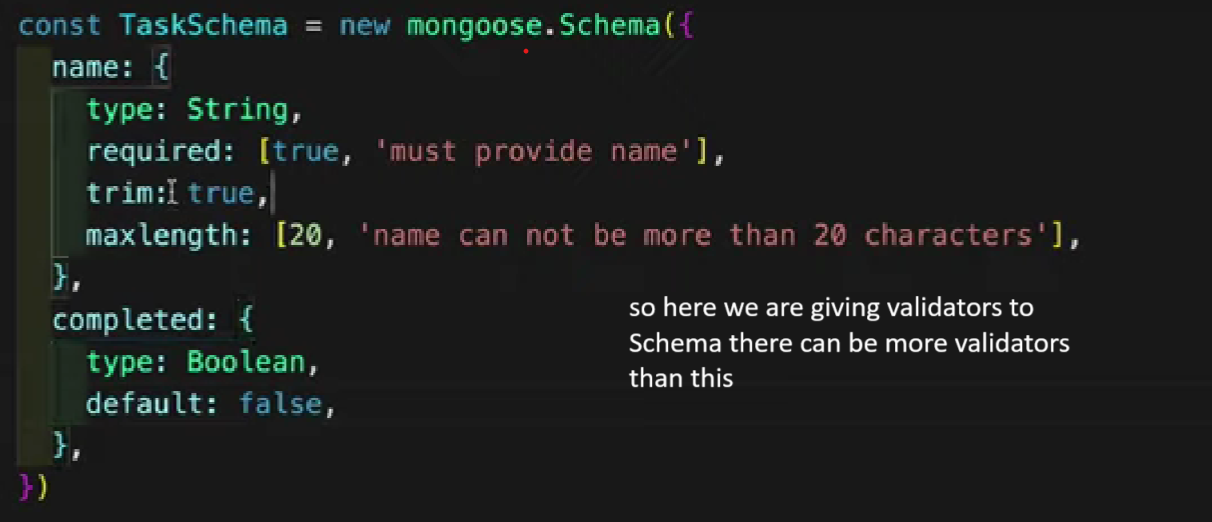 const TaskSchema = new mongoose.Schema({
name: {
type: String,
required: [true, 'must provide name'],
trim: true,
maxlength: [20, 'name can not be more than 20 characters'],
},
completed: {
type: Boolean,
default: false,
},
})
so here we are giving validators to
Schema there can be more validators
than this